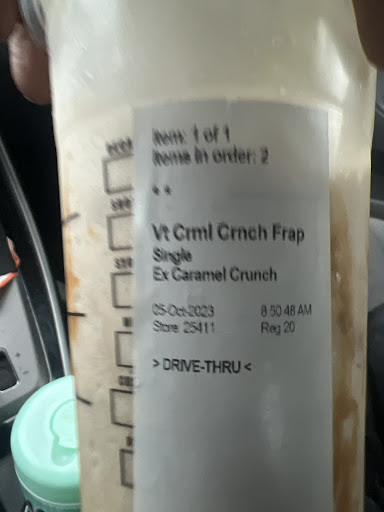 Item: 1 of 1
Items in order: 2
* *
Vt Crml Crnch Frap
Single
Ex Caramel Crunch
05-Oct-2023 8:50:48 AM
Store 25411 Reg 20
> DRIVE-THRU <